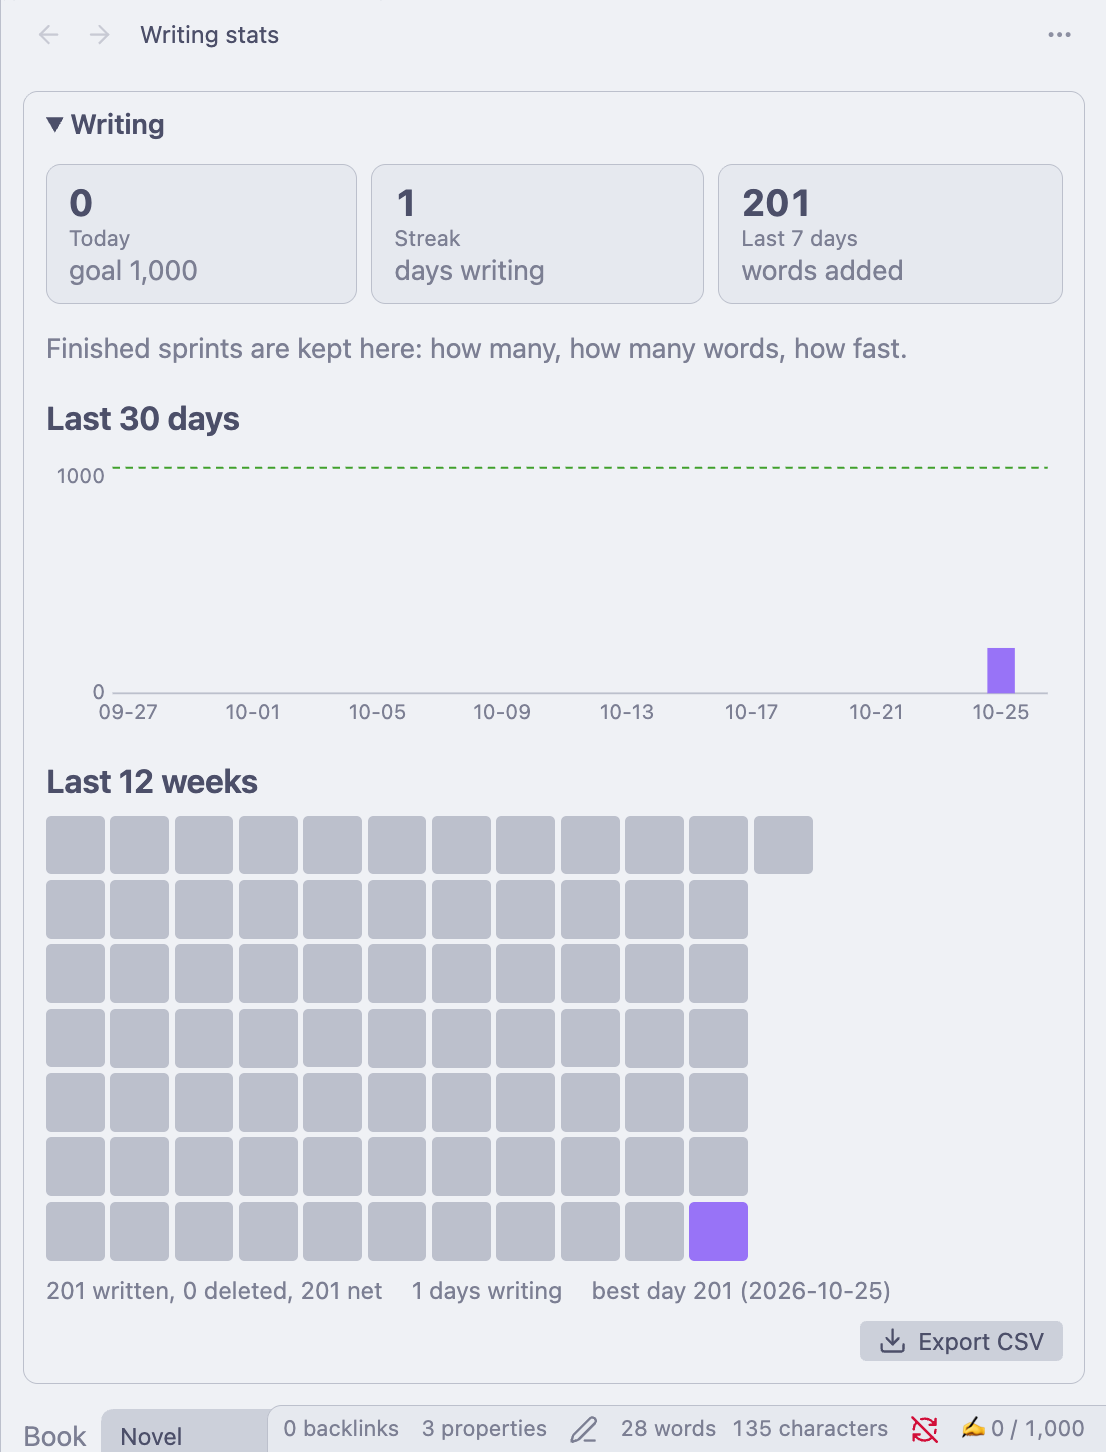 Writing stats
Writing
0
Today
goal 1,000
1
Streak
days writing
201
Last 7 days
words added
Finished sprints are kept here: how many, how many words, how fast.
Last 30 days
1000
0
09-27 10-01 10-05 10-09 10-13 10-17 10-21 10-25
Last 12 weeks
201 written, 0 deleted, 201 net 1 days writing best day 201 (2026-10-25)
Export CSV
Book Novel
0 backlinks 3 properties 28 words 135 characters ✍️ 0 / 1,000